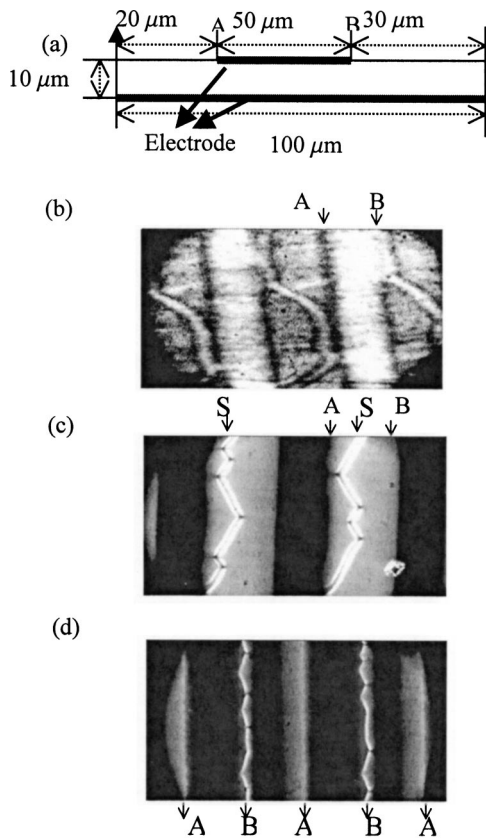 20 μm A 50 μm B 30 μm
(a)
10 μm
Electrode
100 μm
(b)
A B
S A S B
(c)
(d)
A B A B A